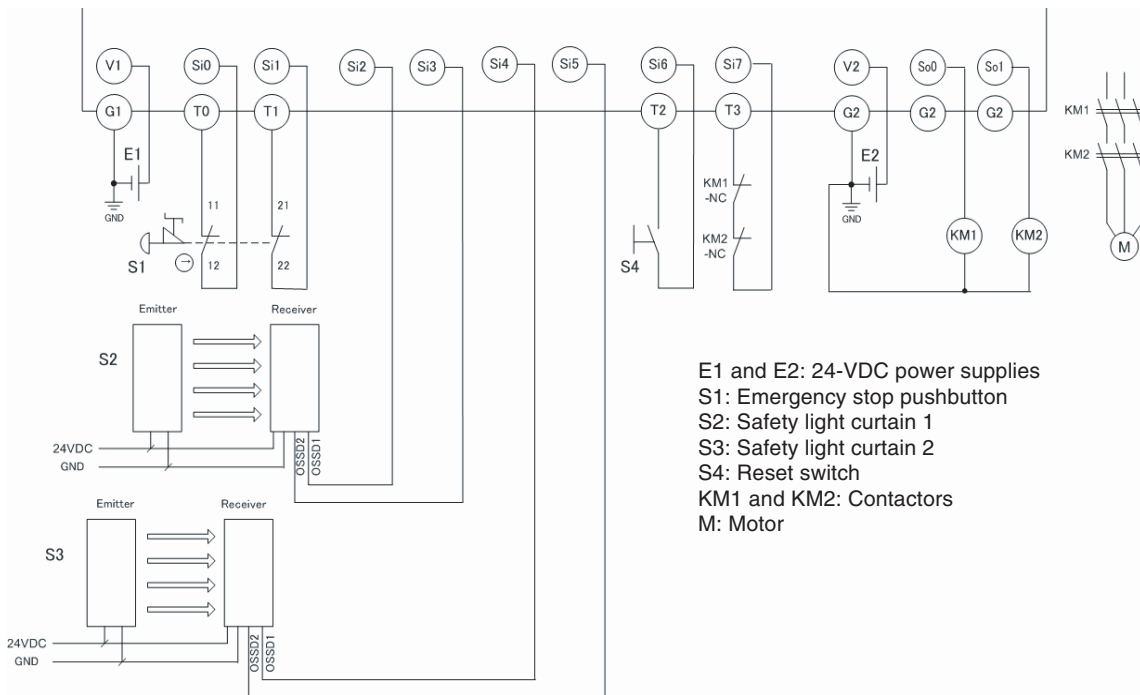 V1 Si0 Si1 Si2 Si3 Si4 Si5 Si6 Si7 V2 So0 So1
G1 T0 T1 T2 T3 G2 G2 G2
KM1
KM2
M
E1
GND
11 21
12 22
S1
S4
KM1
-NC
KM2
-NC
E2
GND
KM1 KM2
Emitter Receiver
S2
24VDC
GND
OSSD2
OSSD1
Emitter Receiver
S3
24VDC
GND
OSSD2
OSSD1
E1 and E2: 24-VDC power supplies
S1: Emergency stop pushbutton
S2: Safety light curtain 1
S3: Safety light curtain 2
S4: Reset switch
KM1 and KM2: Contactors
M: Motor